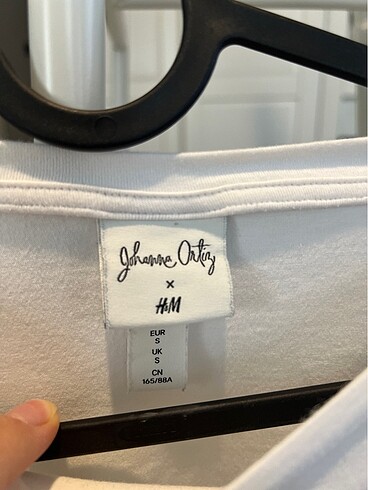 Johanna Ortiz
x
H&M
EUR
S
UK
S
CN
165/88A